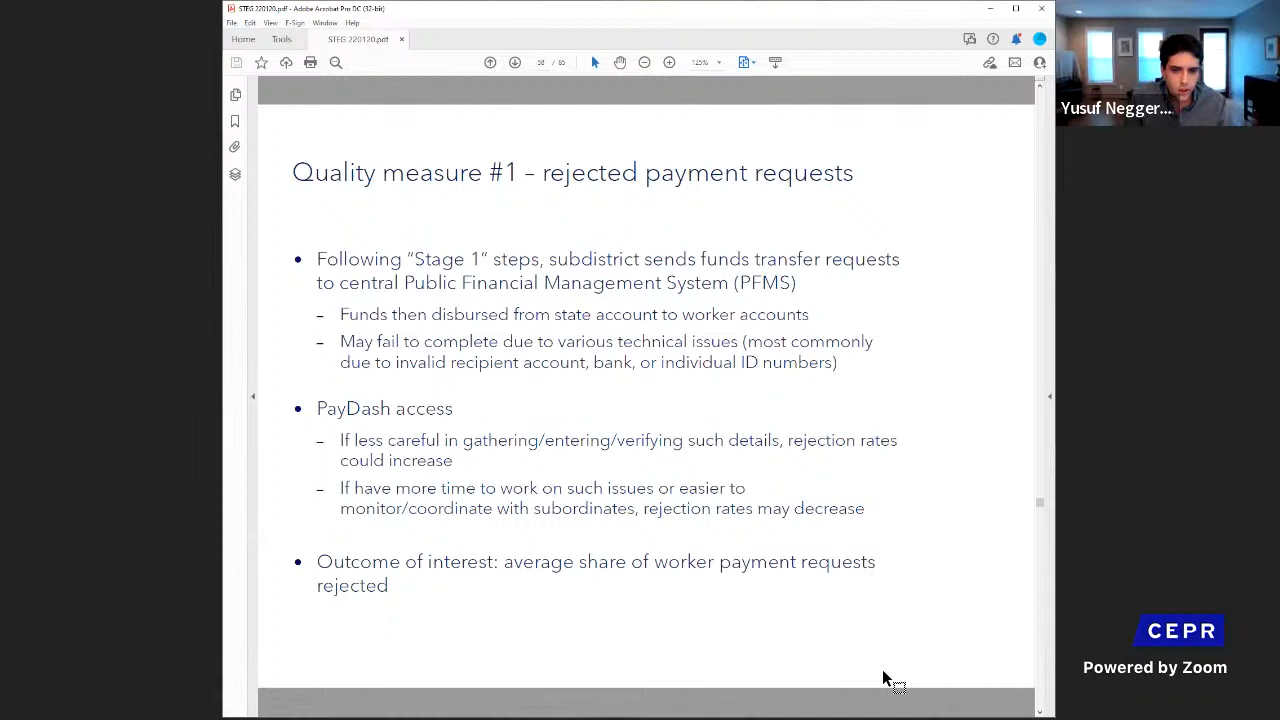 STEG 220120.pdf - Adobe Acrobat Pro DC (32-bit)
File Edit View E-Sign Window Help
Home Tools STEG 220120.pdf ×
58 / 85 125%
Quality measure #1 – rejected payment requests
• Following “Stage 1” steps, subdistrict sends funds transfer requests
to central Public Financial Management System (PFMS)
– Funds then disbursed from state account to worker accounts
– May fail to complete due to various technical issues (most commonly
due to invalid recipient account, bank, or individual ID numbers)
• PayDash access
– If less careful in gathering/entering/verifying such details, rejection rates
could increase
– If have more time to work on such issues or easier to
monitor/coordinate with subordinates, rejection rates may decrease
• Outcome of interest: average share of worker payment requests
rejected
Yusuf Negger...
CEPR
Powered by Zoom